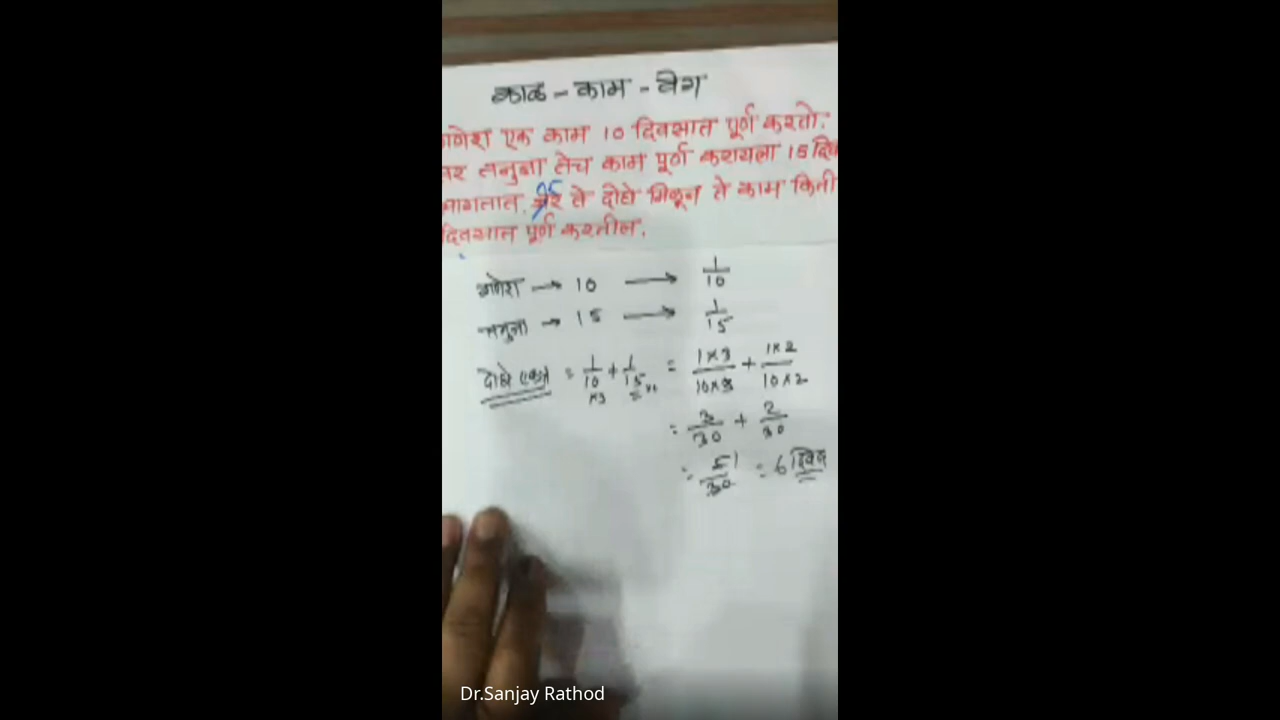 काळ - काम - वेग
गणेश एक काम 10 दिवसात पूर्ण करतो.
तर जमुना तेच काम पूर्ण करायला 15 दिव
लागतात. तर ते दोघे मिळून ते काम किती
दिवसात पूर्ण करतील.
गणेश → 10 → 1/10
जमुना → 15 → 1/15
दोघे एकत्र = 1/10 + 1/15 = 1×3/10×3 + 1×2/10×2
×3
= 3/30 + 2/30
= 5/30 = 6 दिवस
Dr.Sanjay Rathod